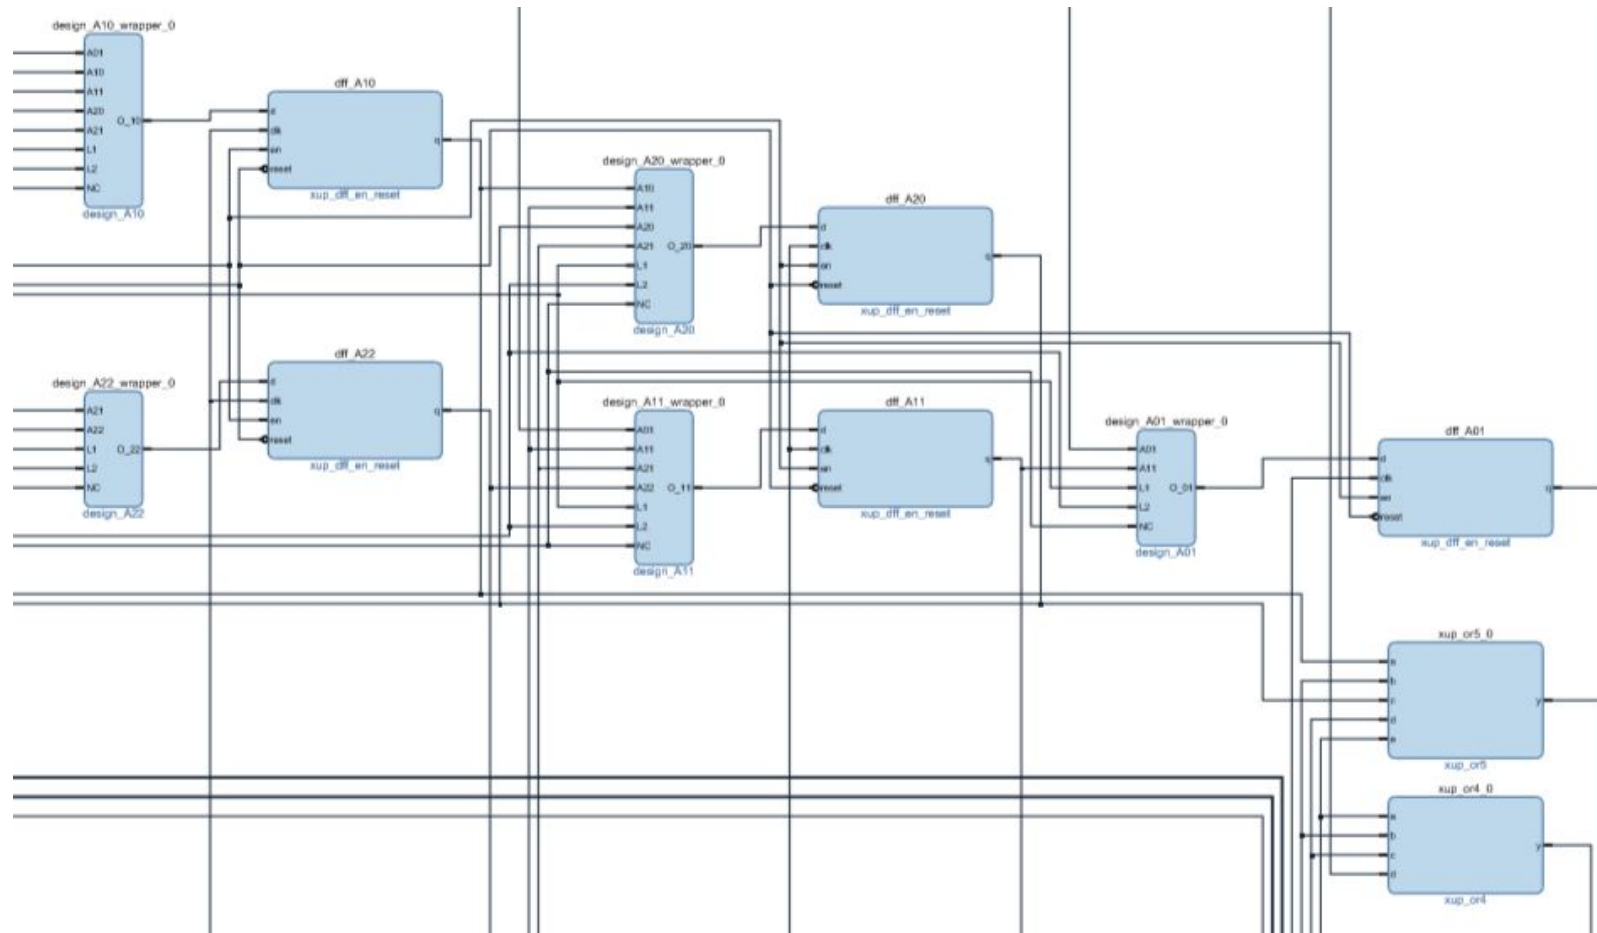 design_A10_wrapper_0
A01
A10
A11
A20
A21
L1
L2
NC
O_10
design_A10
dff_A10
d
clk
en
reset
q
xup_dff_en_reset
design_A20_wrapper_0
A10
A11
A20
A21
L1
L2
NC
O_20
design_A20
dff_A20
d
clk
en
reset
q
xup_dff_en_reset
design_A22_wrapper_0
A21
A22
L1
L2
NC
O_22
design_A22
dff_A22
d
clk
en
reset
q
xup_dff_en_reset
design_A11_wrapper_0
A01
A11
A21
A22
L1
L2
NC
O_11
design_A11
dff_A11
d
clk
en
reset
q
xup_dff_en_reset
design_A01_wrapper_0
A01
A11
L1
L2
NC
O_01
design_A01
dff_A01
d
clk
en
reset
q
xup_dff_en_reset
xup_or5_0
a
b
c
d
e
y
xup_or5
xup_or4_0
a
b
c
d
y
xup_or4